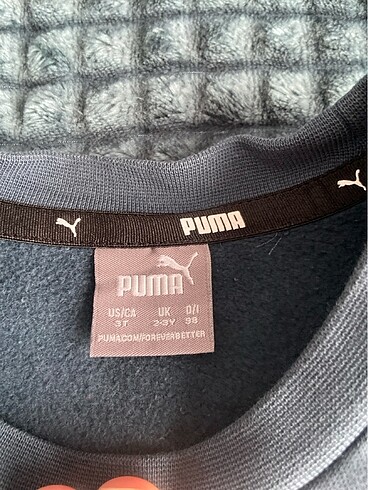 PUMA
PUMA
US/CA UK D/I
3T 2-3Y 98
PUMA.COM/FOREVERBETTER